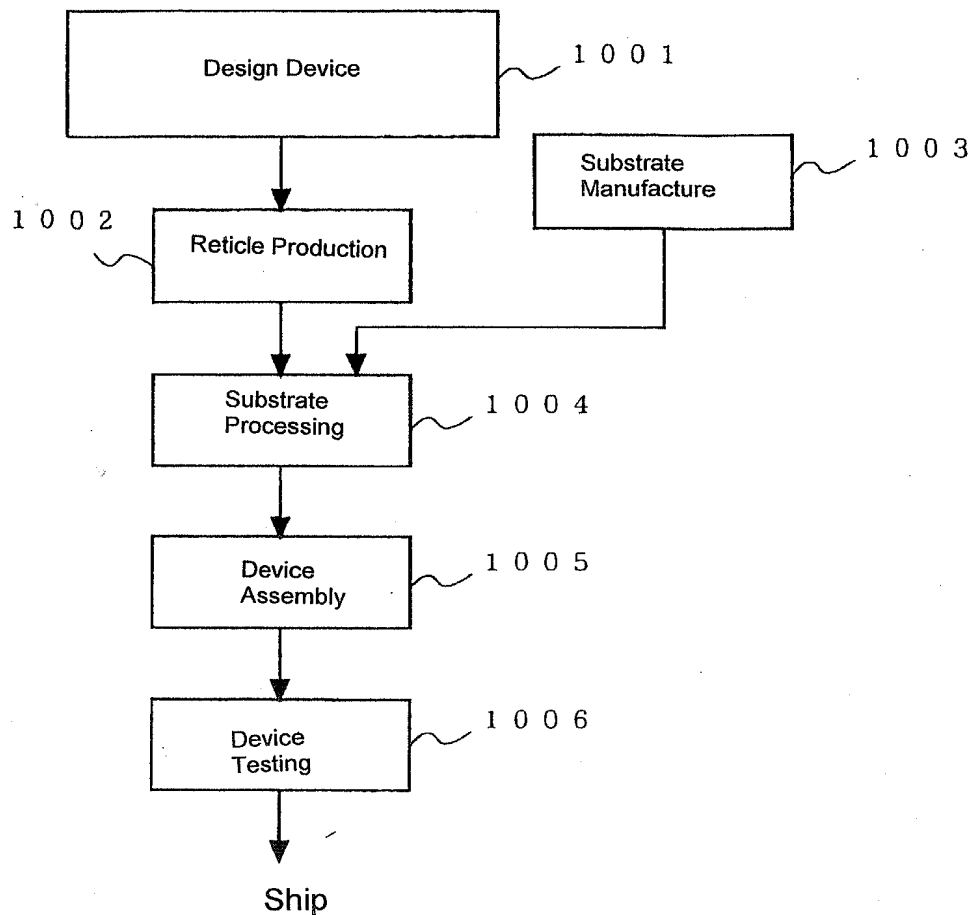 Design Device
1 0 0 1
Substrate
Manufacture
1 0 0 3
1 0 0 2
Reticle Production
Substrate
Processing
1 0 0 4
Device
Assembly
1 0 0 5
Device
Testing
1 0 0 6
Ship